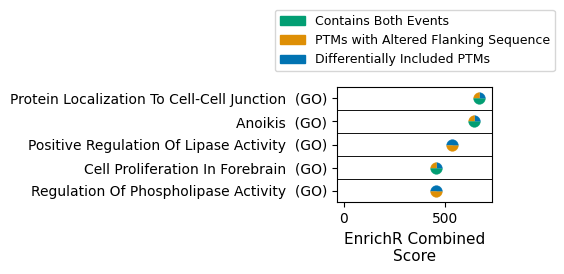 Contains Both Events
PTMs with Altered Flanking Sequence
Differentially Included PTMs
Protein Localization To Cell-Cell Junction (GO)
Anoikis (GO)
Positive Regulation Of Lipase Activity (GO)
Cell Proliferation In Forebrain (GO)
Regulation Of Phospholipase Activity (GO)
0 500
EnrichR Combined
Score